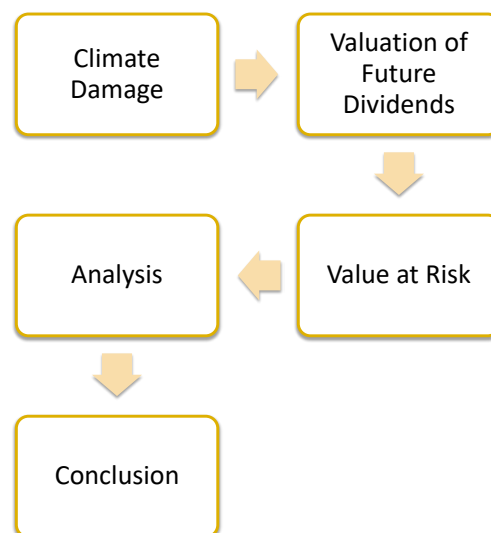 Climate
Damage
Valuation of
Future
Dividends
Value at Risk
Analysis
Conclusion